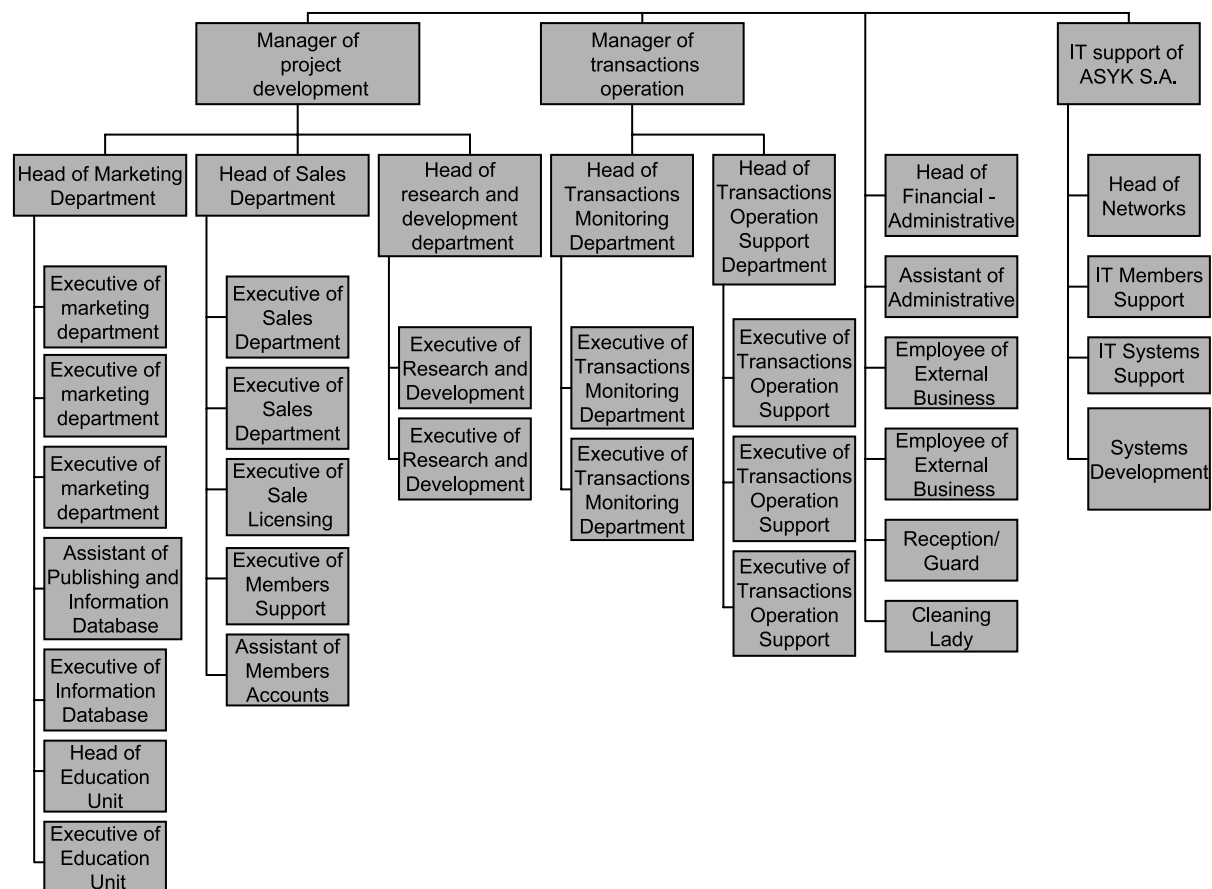 Manager of
project
development
Manager of
transactions
operation
IT support of
ASYK S.A.
Head of Marketing
Department
Executive of
marketing
department
Executive of
marketing
department
Executive of
marketing
department
Assistant of
Publishing and
Information
Database
Executive of
Information
Database
Head of
Education
Unit
Executive of
Education
Unit
Head of Sales
Department
Executive of
Sales
Department
Executive of
Sales
Department
Executive of
Sale
Licensing
Executive of
Members
Support
Assistant of
Members
Accounts
Head of
research and
development
department
Executive of
Research and
Development
Executive of
Research and
Development
Head of
Transactions
Monitoring
Department
Executive of
Transactions
Monitoring
Department
Executive of
Transactions
Monitoring
Department
Head of
Transactions
Operation
Support
Department
Executive of
Transactions
Operation
Support
Executive of
Transactions
Operation
Support
Executive of
Transactions
Operation
Support
Head of
Financial -
Administrative
Assistant of
Administrative
Employee of
External
Business
Employee of
External
Business
Reception/
Guard
Cleaning
Lady
Head of
Networks
IT Members
Support
IT Systems
Support
Systems
Development